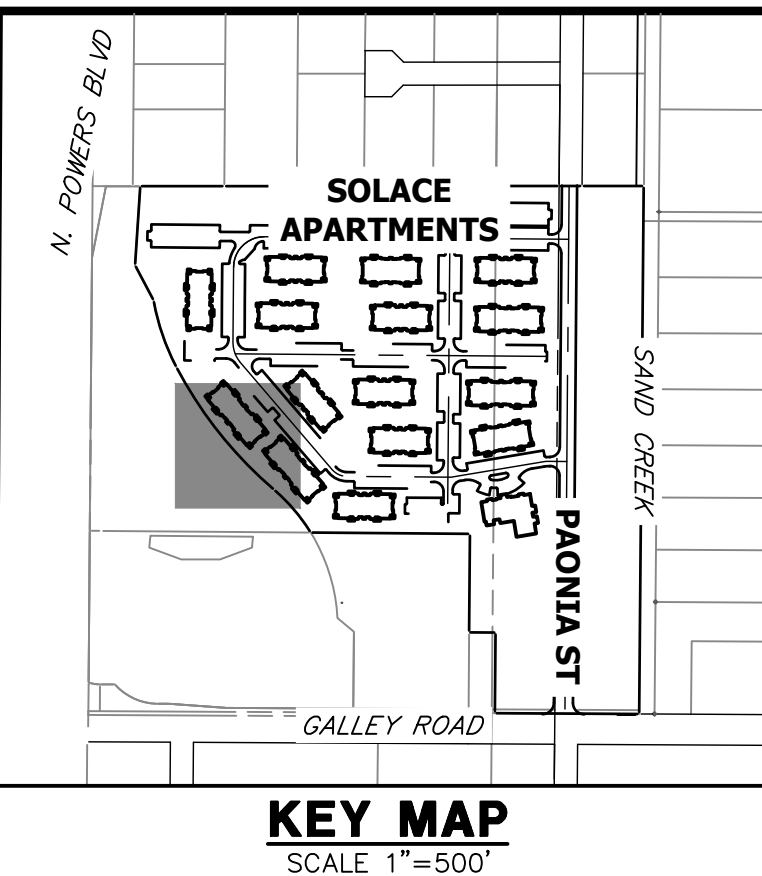 N. POWERS BLVD
SOLACE
APARTMENTS
SAND CREEK
PAONIA ST
GALLEY ROAD
KEY MAP
SCALE 1"=500'